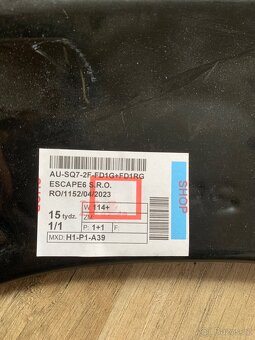 AU-SQ7-2F-FD1G+FD1RG
ESCAPE6 S.R.O.
RO/1152/04/2023
W 114+
15 tydz. ZM
1/1 P: 1+1 F:
MXD: H1-P1-A39
SHOP